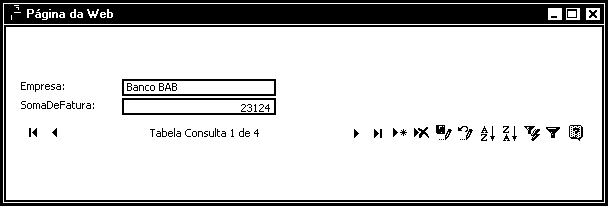 Página da Web
Empresa: Banco BAB
SomaDeFatura: 23124
Tabela Consulta 1 de 4